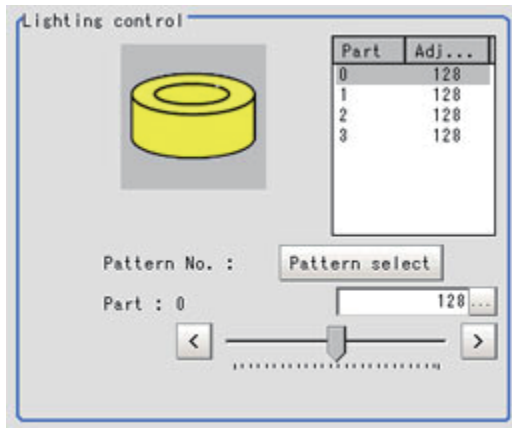 Lighting control
Part Adj...
0 128
1 128
2 128
3 128
Pattern No. : Pattern select
Part : 0 128 ...
< >